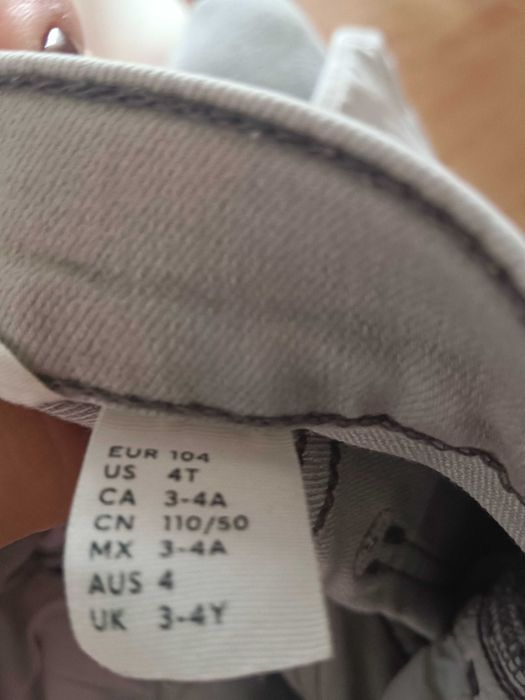 EUR 104
US 4T
CA 3-4A
CN 110/50
MX 3-4A
AUS 4
UK 3-4Y